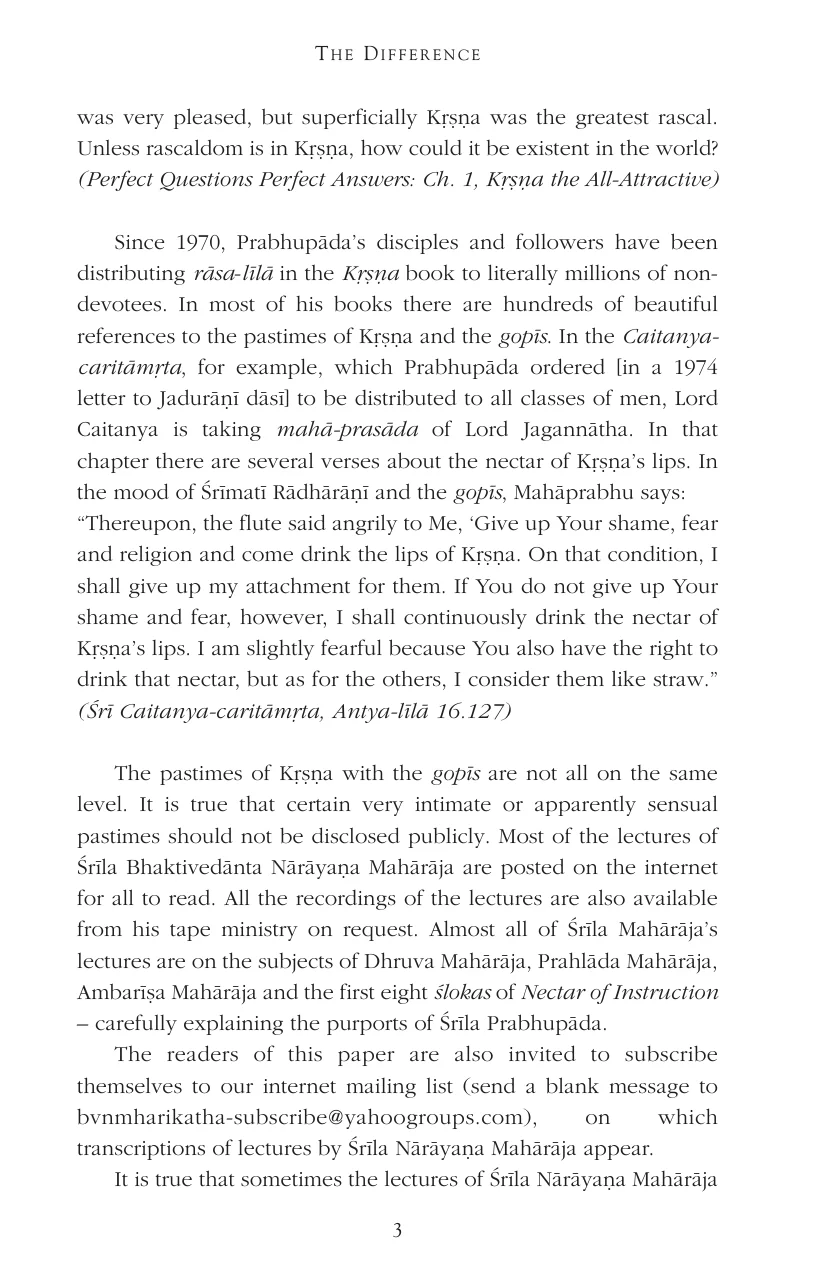 THE DIFFERENCE
was very pleased, but superficially Kṛṣṇa was the greatest rascal.
Unless rascaldom is in Kṛṣṇa, how could it be existent in the world?
(Perfect Questions Perfect Answers: Ch. 1, Kṛṣṇa the All-Attractive)
Since 1970, Prabhupāda’s disciples and followers have been
distributing rāsa-līlā in the Kṛṣṇa book to literally millions of non-
devotees. In most of his books there are hundreds of beautiful
references to the pastimes of Kṛṣṇa and the gopīs. In the Caitanya-
caritāmṛta, for example, which Prabhupāda ordered [in a 1974
letter to Jadurāṇī dāsī] to be distributed to all classes of men, Lord
Caitanya is taking mahā-prasāda of Lord Jagannātha. In that
chapter there are several verses about the nectar of Kṛṣṇa’s lips. In
the mood of Śrīmatī Rādhārāṇī and the gopīs, Mahāprabhu says:
“Thereupon, the flute said angrily to Me, ‘Give up Your shame, fear
and religion and come drink the lips of Kṛṣṇa. On that condition, I
shall give up my attachment for them. If You do not give up Your
shame and fear, however, I shall continuously drink the nectar of
Kṛṣṇa’s lips. I am slightly fearful because You also have the right to
drink that nectar, but as for the others, I consider them like straw.”
(Śrī Caitanya-caritāmṛta, Antya-līlā 16.127)
The pastimes of Kṛṣṇa with the gopīs are not all on the same
level. It is true that certain very intimate or apparently sensual
pastimes should not be disclosed publicly. Most of the lectures of
Śrīla Bhaktivedānta Nārāyaṇa Mahārāja are posted on the internet
for all to read. All the recordings of the lectures are also available
from his tape ministry on request. Almost all of Śrīla Mahārāja’s
lectures are on the subjects of Dhruva Mahārāja, Prahlāda Mahārāja,
Ambarīṣa Mahārāja and the first eight ślokas of Nectar of Instruction
– carefully explaining the purports of Śrīla Prabhupāda.
The readers of this paper are also invited to subscribe
themselves to our internet mailing list (send a blank message to
bvnmharikatha-subscribe@yahoogroups.com), on which
transcriptions of lectures by Śrīla Nārāyaṇa Mahārāja appear.
It is true that sometimes the lectures of Śrīla Nārāyaṇa Mahārāja
3